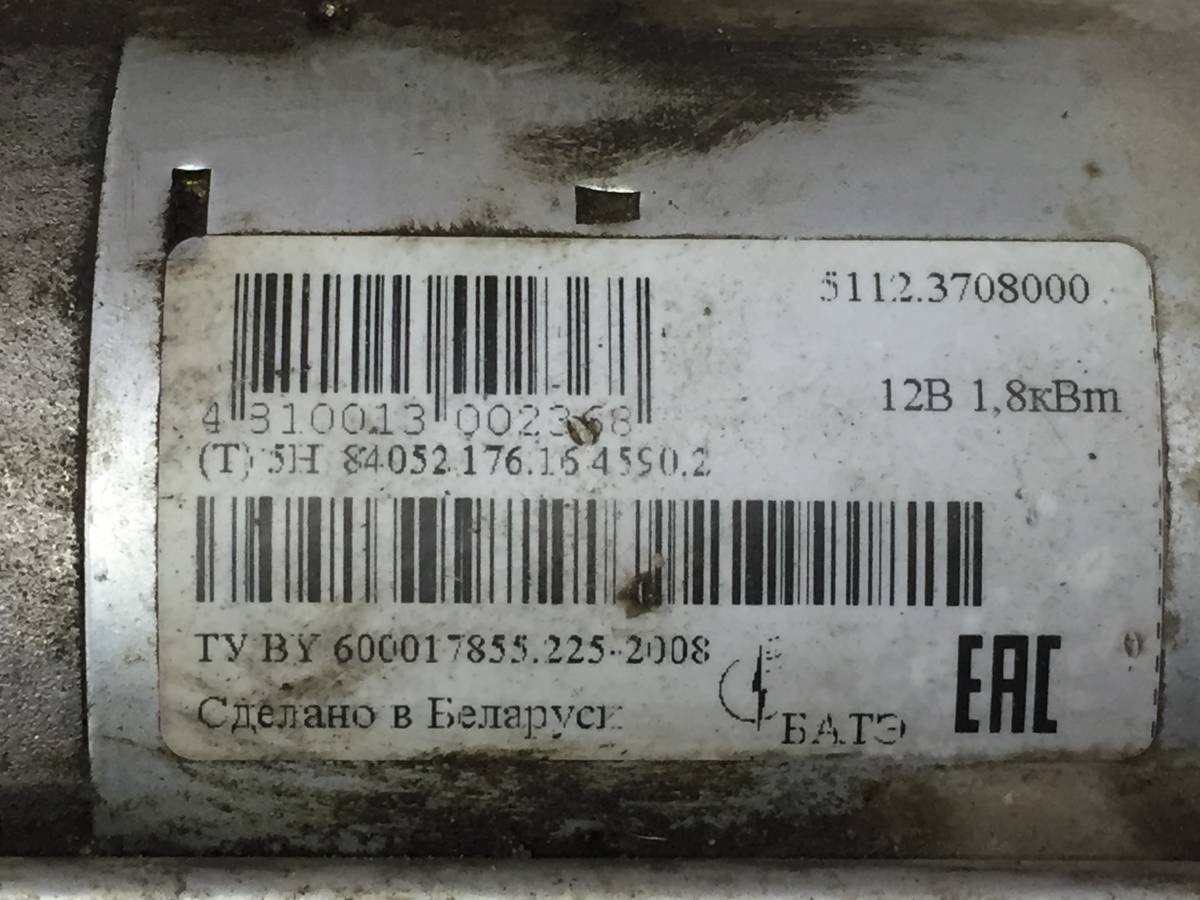 5112.3708000
12В 1,8кВт
4 810013 002368
(Т) 5Н 84052.176.16 4590.2
ТУ BY 600017855.225-2008
Сделано в Беларуси
БАТЭ
ЕАС